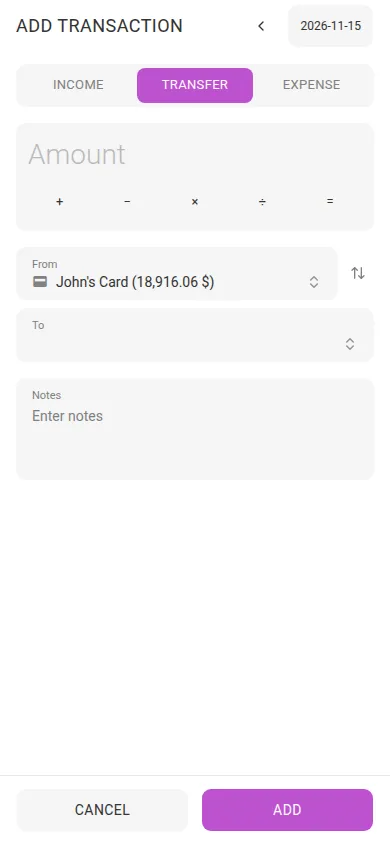 ADD TRANSACTION
2026-11-15
INCOME TRANSFER EXPENSE
Amount
+ − × ÷ =
From
John's Card (18,916.06 $)
To
Notes
Enter notes
CANCEL ADD